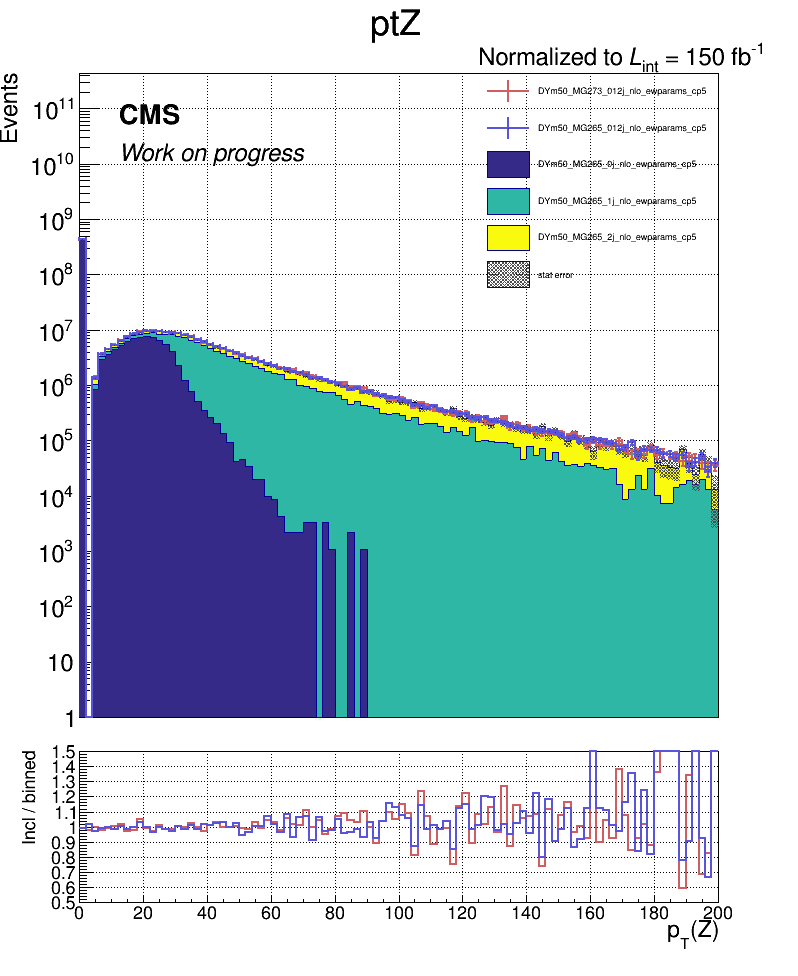 ptZ
Normalized to L_int = 150 fb^-1
Events
CMS
Work on progress
DYm50_MG273_012j_nlo_ewparams_cp5
DYm50_MG265_012j_nlo_ewparams_cp5
DYm50_MG265_0j_nlo_ewparams_cp5
DYm50_MG265_1j_nlo_ewparams_cp5
DYm50_MG265_2j_nlo_ewparams_cp5
stat error
10^11
10^10
10^9
10^8
10^7
10^6
10^5
10^4
10^3
10^2
10
1
Incl / binned
1.5
1.4
1.3
1.2
1.1
1
0.9
0.8
0.7
0.6
0.5
0 20 40 60 80 100 120 140 160 180 200
p_T(Z)